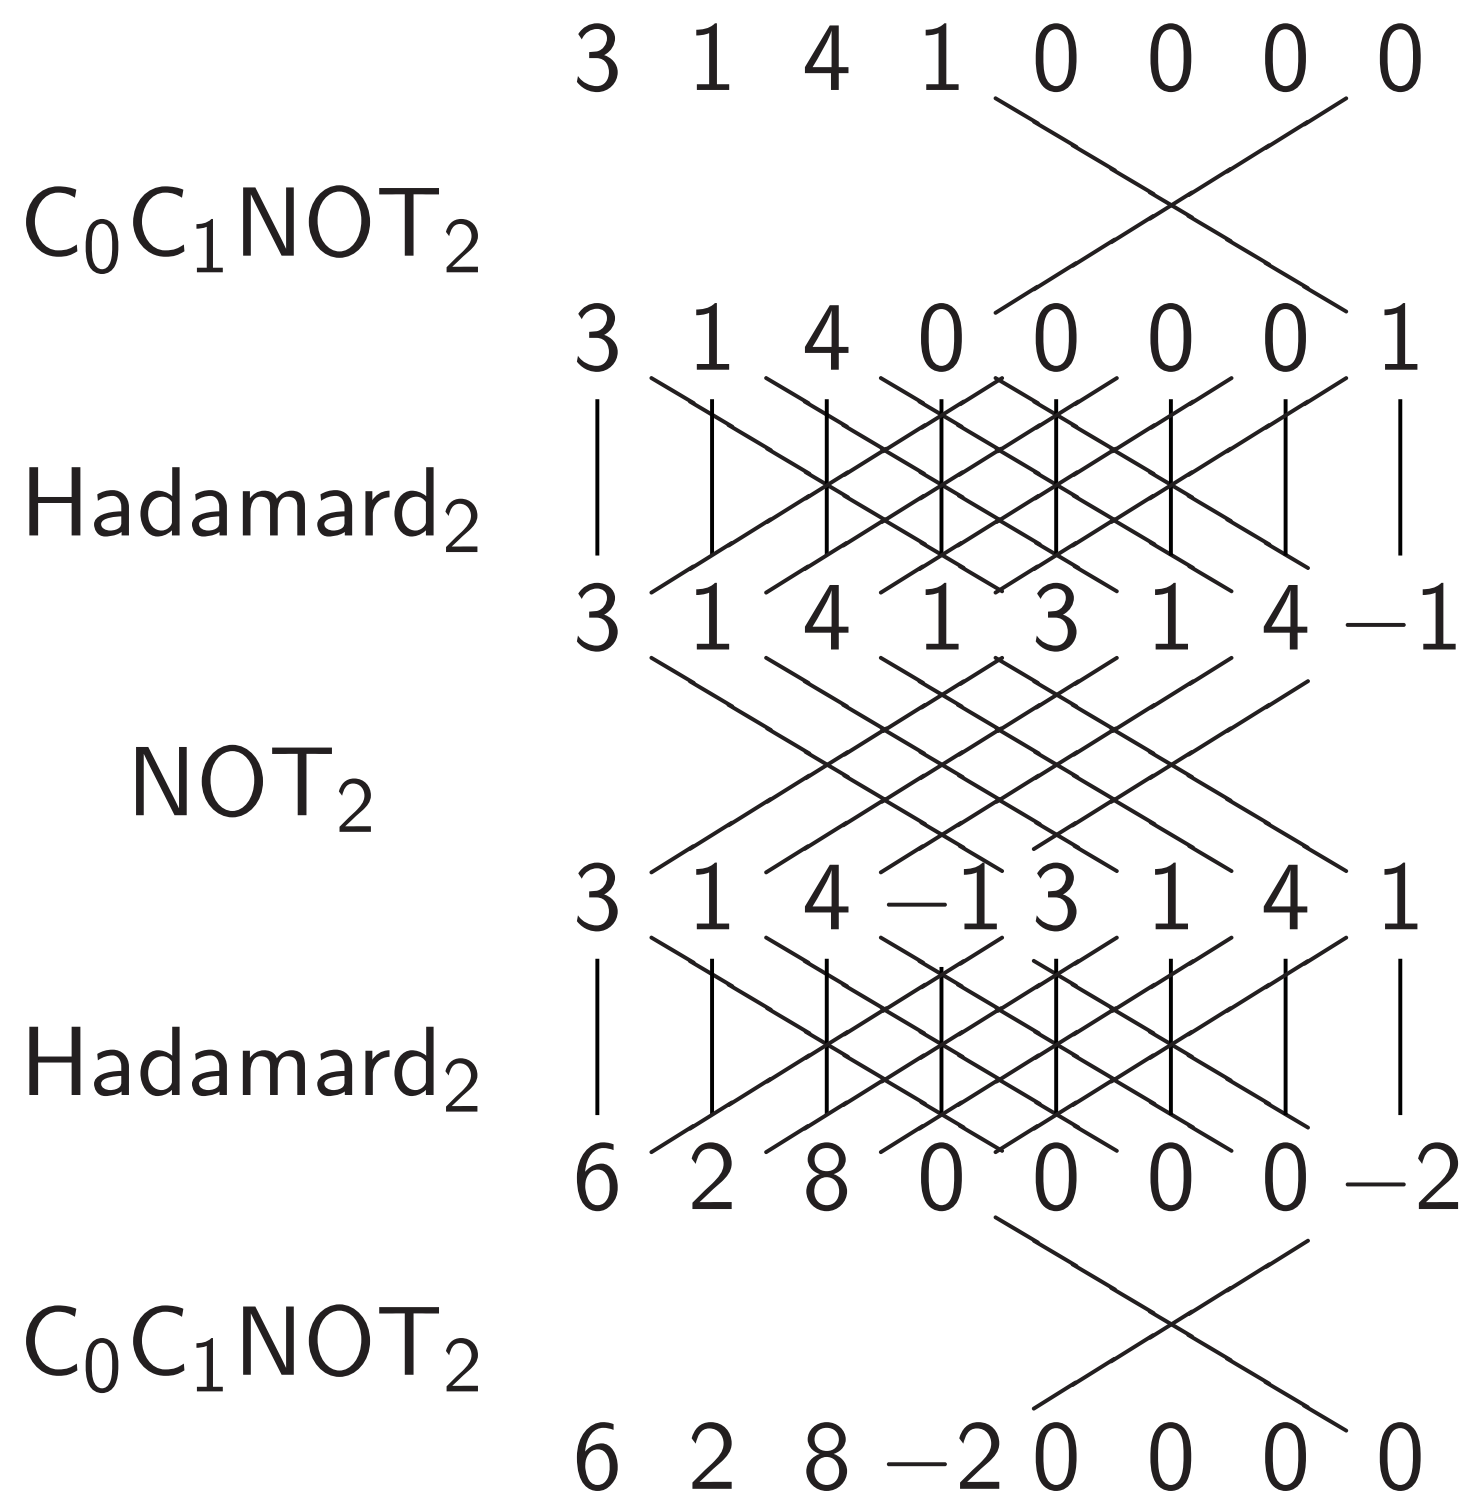 3 1 4 1 0 0 0 0
C₀C₁NOT₂
3 1 4 0 0 0 0 1
Hadamard₂
3 1 4 1 3 1 4 −1
NOT₂
3 1 4 −1 3 1 4 1
Hadamard₂
6 2 8 0 0 0 0 −2
C₀C₁NOT₂
6 2 8 −2 0 0 0 0